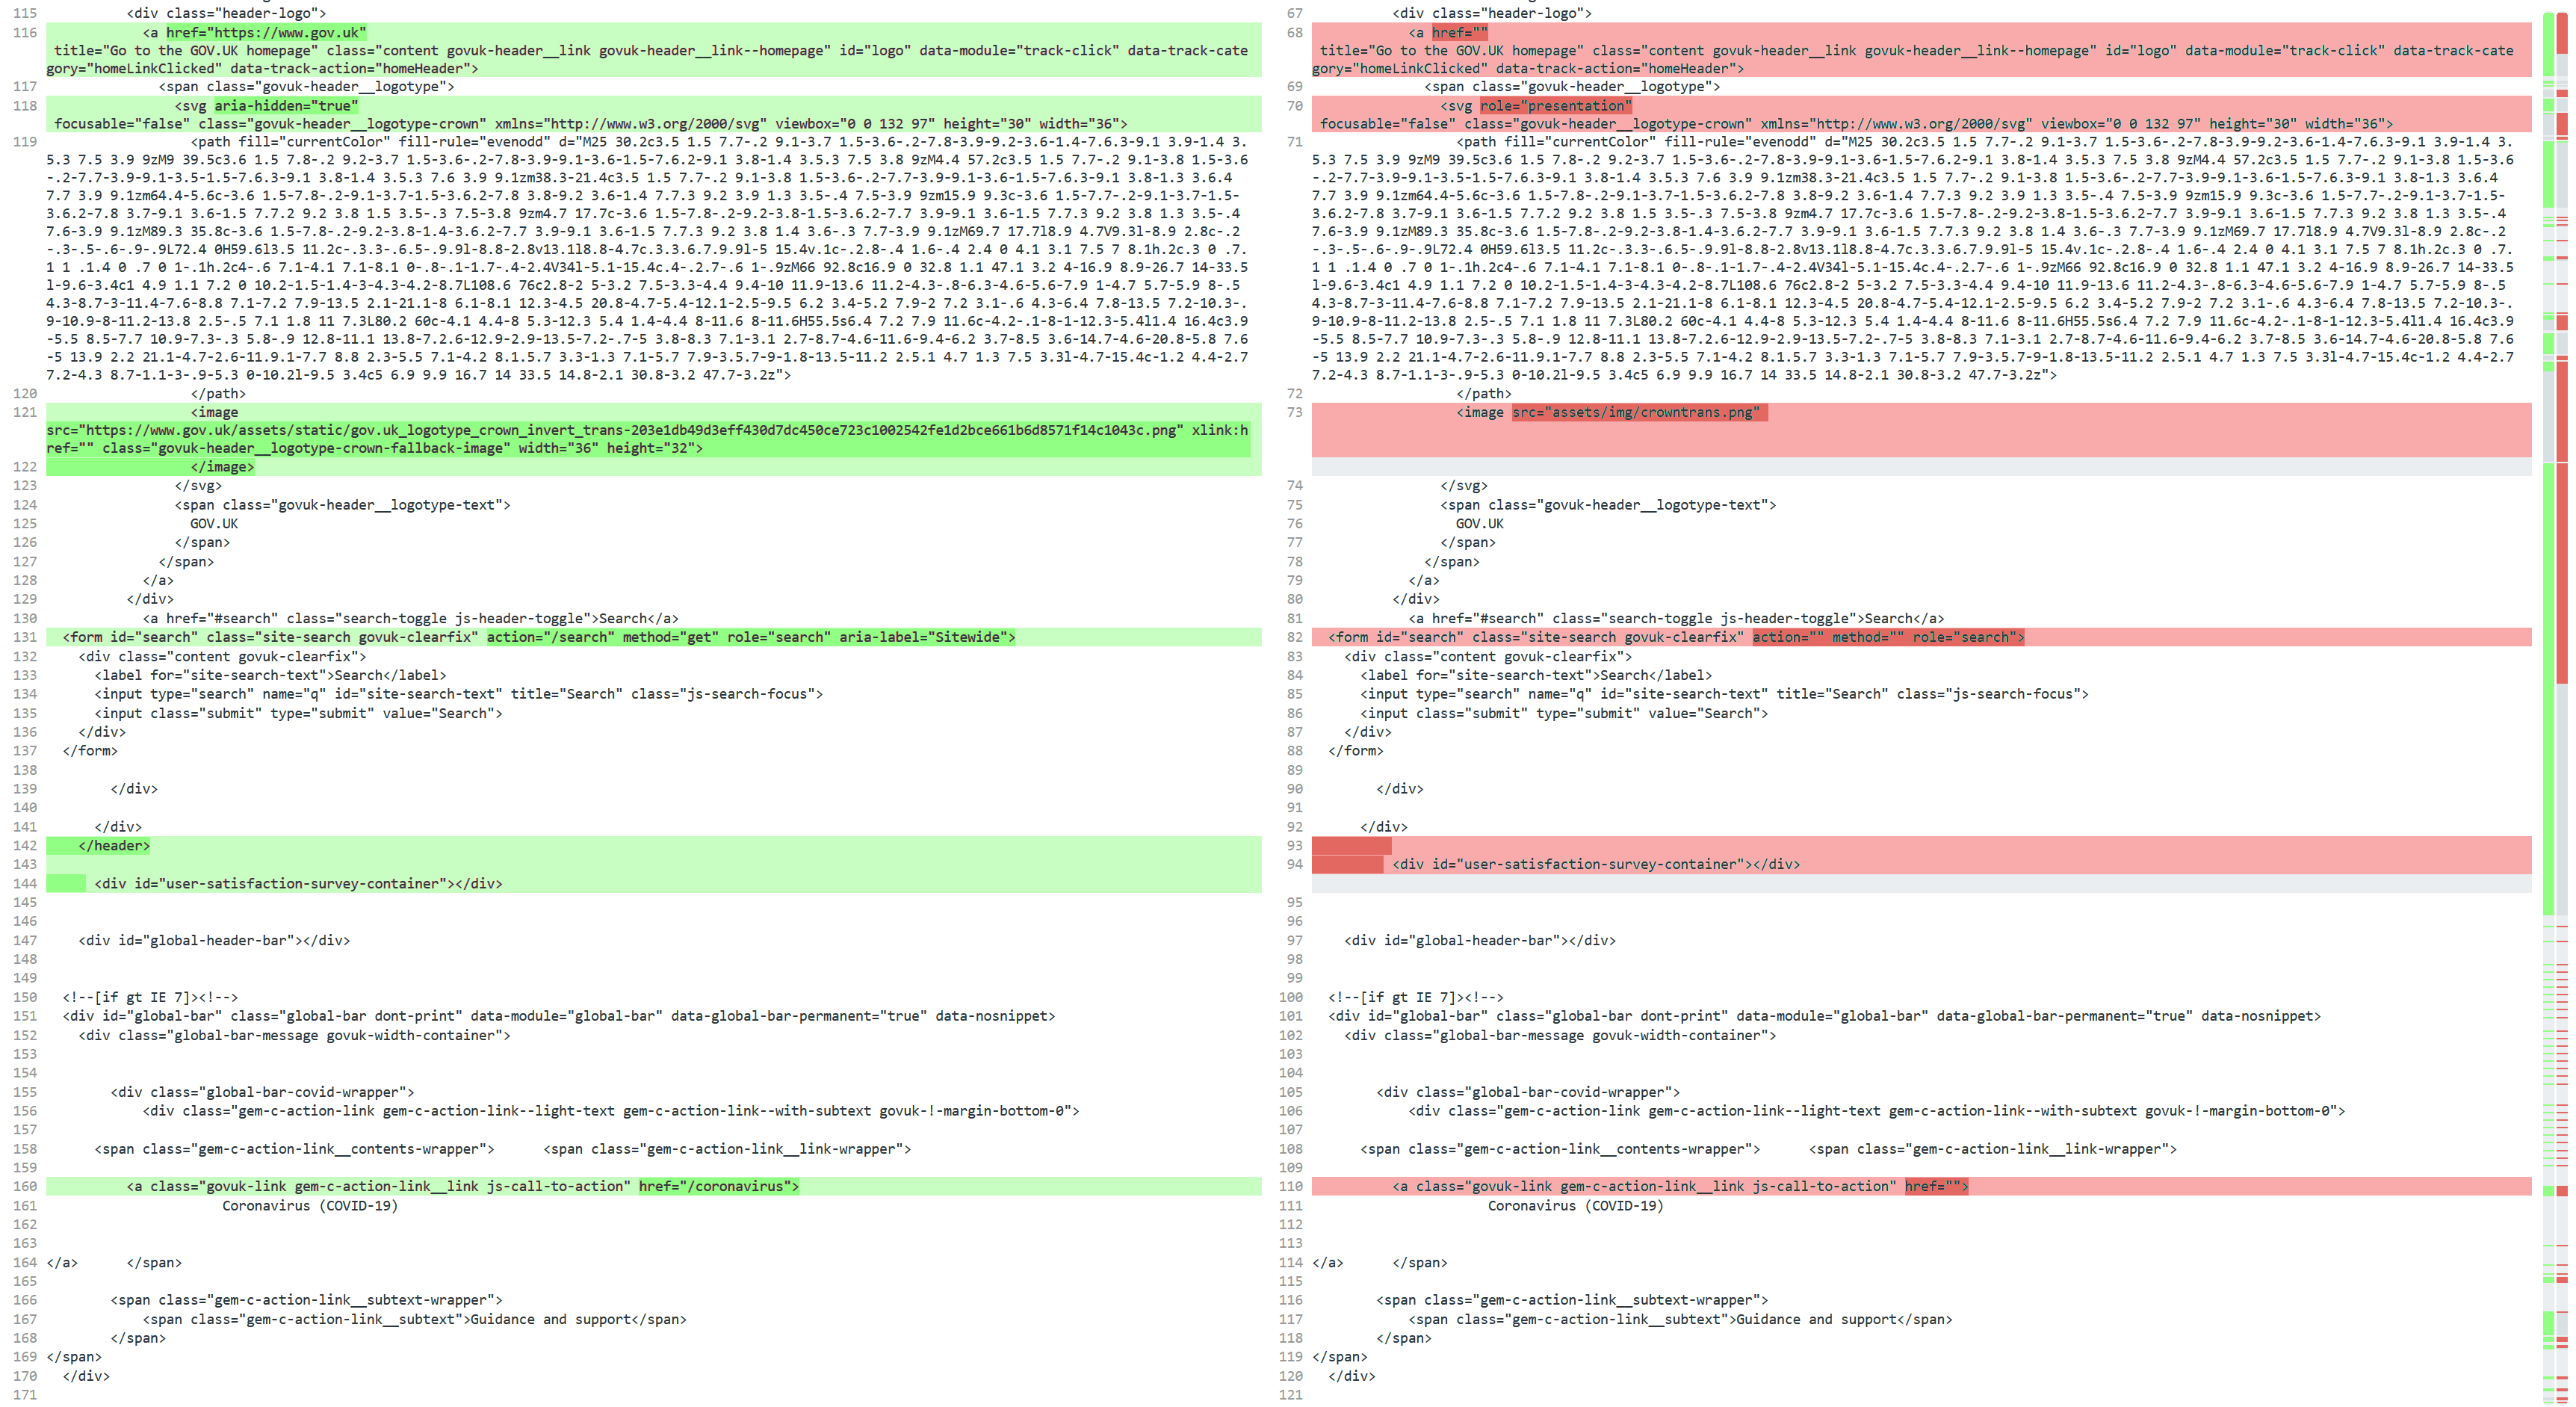 115 <div class="header-logo">
116 <a href="https://www.gov.uk"
title="Go to the GOV.UK homepage" class="content govuk-header__link govuk-header__link--homepage" id="logo" data-module="track-click" data-track-cate
gory="homeLinkClicked" data-track-action="homeHeader">
117 <span class="govuk-header__logotype">
118 <svg aria-hidden="true"
focusable="false" class="govuk-header__logotype-crown" xmlns="http://www.w3.org/2000/svg" viewbox="0 0 132 97" height="30" width="36">
119 <path fill="currentColor" fill-rule="evenodd" d="M25 30.2c3.5 1.5 7.7-.2 9.1-3.7 1.5-3.6-.2-7.8-3.9-9.2-3.6-1.4-7.6.3-9.1 3.9-1.4 3.
5.3 7.5 3.9 9zM9 39.5c3.6 1.5 7.8-.2 9.2-3.7 1.5-3.6-.2-7.8-3.9-9.1-3.6-1.5-7.6.2-9.1 3.8-1.4 3.5.3 7.5 3.8 9zM4.4 57.2c3.5 1.5 7.7-.2 9.1-3.8 1.5-3.6
-.2-7.7-3.9-9.1-3.5-1.5-7.6.3-9.1 3.8-1.4 3.5.3 7.6 3.9 9.1zm38.3-21.4c3.5 1.5 7.7-.2 9.1-3.8 1.5-3.6-.2-7.7-3.9-9.1-3.6-1.5-7.6.3-9.1 3.8-1.3 3.6.4
7.7 3.9 9.1zm64.4-5.6c-3.6 1.5-7.8-.2-9.1-3.7-1.5-3.6.2-7.8 3.8-9.2 3.6-1.4 7.7.3 9.2 3.9 1.3 3.5-.4 7.5-3.9 9zm15.9 9.3c-3.6 1.5-7.7-.2-9.1-3.7-1.5-
3.6.2-7.8 3.7-9.1 3.6-1.5 7.7.2 9.2 3.8 1.5 3.5-.3 7.5-3.8 9zm4.7 17.7c-3.6 1.5-7.8-.2-9.2-3.8-1.5-3.6.2-7.7 3.9-9.1 3.6-1.5 7.7.3 9.2 3.8 1.3 3.5-.4
7.6-3.9 9.1zM89.3 35.8c-3.6 1.5-7.8-.2-9.2-3.8-1.4-3.6.2-7.7 3.9-9.1 3.6-1.5 7.7.3 9.2 3.8 1.4 3.6-.3 7.7-3.9 9.1zM69.7 17.7l8.9 4.7V9.3l-8.9 2.8c-.2
-.3-.5-.6-.9-.9L72.4 0H59.6l3.5 11.2c-.3.3-.6.5-.9.9l-8.8-2.8v13.1l8.8-4.7c.3.3.6.7.9.9l-5 15.4v.1c-.2.8-.4 1.6-.4 2.4 0 4.1 3.1 7.5 7 8.1h.2c.3 0 .7.
1 1 .1.4 0 .7 0 1-.1h.2c4-.6 7.1-4.1 7.1-8.1 0-.8-.1-1.7-.4-2.4V34l-5.1-15.4c.4-.2.7-.6 1-.9zM66 92.8c16.9 0 32.8 1.1 47.1 3.2 4-16.9 8.9-26.7 14-33.5
l-9.6-3.4c1 4.9 1.1 7.2 0 10.2-1.5-1.4-3-4.3-4.2-8.7L108.6 76c2.8-2 5-3.2 7.5-3.3-4.4 9.4-10 11.9-13.6 11.2-4.3-.8-6.3-4.6-5.6-7.9 1-4.7 5.7-5.9 8-.5
4.3-8.7-3-11.4-7.6-8.8 7.1-7.2 7.9-13.5 2.1-21.1-8 6.1-8.1 12.3-4.5 20.8-4.7-5.4-12.1-2.5-9.5 6.2 3.4-5.2 7.9-2 7.2 3.1-.6 4.3-6.4 7.8-13.5 7.2-10.3-.
9-10.9-8-11.2-13.8 2.5-.5 7.1 1.8 11 7.3L80.2 60c-4.1 4.4-8 5.3-12.3 5.4 1.4-4.4 8-11.6 8-11.6H55.5s6.4 7.2 7.9 11.6c-4.2-.1-8-1-12.3-5.4l1.4 16.4c3.9
-5.5 8.5-7.7 10.9-7.3-.3 5.8-.9 12.8-11.1 13.8-7.2.6-12.9-2.9-13.5-7.2-.7-5 3.8-8.3 7.1-3.1 2.7-8.7-4.6-11.6-9.4-6.2 3.7-8.5 3.6-14.7-4.6-20.8-5.8 7.6
-5 13.9 2.2 21.1-4.7-2.6-11.9.1-7.7 8.8 2.3-5.5 7.1-4.2 8.1.5.7 3.3-1.3 7.1-5.7 7.9-3.5.7-9-1.8-13.5-11.2 2.5.1 4.7 1.3 7.5 3.3l-4.7-15.4c-1.2 4.4-2.7
7.2-4.3 8.7-1.1-3-.9-5.3 0-10.2l-9.5 3.4c5 6.9 9.9 16.7 14 33.5 14.8-2.1 30.8-3.2 47.7-3.2z">
120 </path>
121 <image
src="https://www.gov.uk/assets/static/gov.uk_logotype_crown_invert_trans-203e1db49d3eff430d7dc450ce723c1002542fe1d2bce661b6d8571f14c1043c.png" xlink:h
ref="" class="govuk-header__logotype-crown-fallback-image" width="36" height="32">
122 </image>
123 </svg>
124 <span class="govuk-header__logotype-text">
125 GOV.UK
126 </span>
127 </span>
128 </a>
129 </div>
130 <a href="#search" class="search-toggle js-header-toggle">Search</a>
131 <form id="search" class="site-search govuk-clearfix" action="/search" method="get" role="search" aria-label="Sitewide">
132 <div class="content govuk-clearfix">
133 <label for="site-search-text">Search</label>
134 <input type="search" name="q" id="site-search-text" title="Search" class="js-search-focus">
135 <input class="submit" type="submit" value="Search">
136 </div>
137 </form>
138
139 </div>
140
141 </div>
142 </header>
143
144 <div id="user-satisfaction-survey-container"></div>
145
146
147 <div id="global-header-bar"></div>
148
149
150 <!--[if gt IE 7]><!-->
151 <div id="global-bar" class="global-bar dont-print" data-module="global-bar" data-global-bar-permanent="true" data-nosnippet>
152 <div class="global-bar-message govuk-width-container">
153
154
155 <div class="global-bar-covid-wrapper">
156 <div class="gem-c-action-link gem-c-action-link--light-text gem-c-action-link--with-subtext govuk-!-margin-bottom-0">
157
158 <span class="gem-c-action-link__contents-wrapper"> <span class="gem-c-action-link__link-wrapper">
159
160 <a class="govuk-link gem-c-action-link__link js-call-to-action" href="/coronavirus">
161 Coronavirus (COVID-19)
162
163
164 </a> </span>
165
166 <span class="gem-c-action-link__subtext-wrapper">
167 <span class="gem-c-action-link__subtext">Guidance and support</span>
168 </span>
169 </span>
170 </div>
171
67 <div class="header-logo">
68 <a href=""
title="Go to the GOV.UK homepage" class="content govuk-header__link govuk-header__link--homepage" id="logo" data-module="track-click" data-track-cate
gory="homeLinkClicked" data-track-action="homeHeader">
69 <span class="govuk-header__logotype">
70 <svg role="presentation"
focusable="false" class="govuk-header__logotype-crown" xmlns="http://www.w3.org/2000/svg" viewbox="0 0 132 97" height="30" width="36">
71 <path fill="currentColor" fill-rule="evenodd" d="M25 30.2c3.5 1.5 7.7-.2 9.1-3.7 1.5-3.6-.2-7.8-3.9-9.2-3.6-1.4-7.6.3-9.1 3.9-1.4 3.
5.3 7.5 3.9 9zM9 39.5c3.6 1.5 7.8-.2 9.2-3.7 1.5-3.6-.2-7.8-3.9-9.1-3.6-1.5-7.6.2-9.1 3.8-1.4 3.5.3 7.5 3.8 9zM4.4 57.2c3.5 1.5 7.7-.2 9.1-3.8 1.5-3.6
-.2-7.7-3.9-9.1-3.5-1.5-7.6.3-9.1 3.8-1.4 3.5.3 7.6 3.9 9.1zm38.3-21.4c3.5 1.5 7.7-.2 9.1-3.8 1.5-3.6-.2-7.7-3.9-9.1-3.6-1.5-7.6.3-9.1 3.8-1.3 3.6.4
7.7 3.9 9.1zm64.4-5.6c-3.6 1.5-7.8-.2-9.1-3.7-1.5-3.6.2-7.8 3.8-9.2 3.6-1.4 7.7.3 9.2 3.9 1.3 3.5-.4 7.5-3.9 9zm15.9 9.3c-3.6 1.5-7.7-.2-9.1-3.7-1.5-
3.6.2-7.8 3.7-9.1 3.6-1.5 7.7.2 9.2 3.8 1.5 3.5-.3 7.5-3.8 9zm4.7 17.7c-3.6 1.5-7.8-.2-9.2-3.8-1.5-3.6.2-7.7 3.9-9.1 3.6-1.5 7.7.3 9.2 3.8 1.3 3.5-.4
7.6-3.9 9.1zM89.3 35.8c-3.6 1.5-7.8-.2-9.2-3.8-1.4-3.6.2-7.7 3.9-9.1 3.6-1.5 7.7.3 9.2 3.8 1.4 3.6-.3 7.7-3.9 9.1zM69.7 17.7l8.9 4.7V9.3l-8.9 2.8c-.2
-.3-.5-.6-.9-.9L72.4 0H59.6l3.5 11.2c-.3.3-.6.5-.9.9l-8.8-2.8v13.1l8.8-4.7c.3.3.6.7.9.9l-5 15.4v.1c-.2.8-.4 1.6-.4 2.4 0 4.1 3.1 7.5 7 8.1h.2c.3 0 .7.
1 1 .1.4 0 .7 0 1-.1h.2c4-.6 7.1-4.1 7.1-8.1 0-.8-.1-1.7-.4-2.4V34l-5.1-15.4c.4-.2.7-.6 1-.9zM66 92.8c16.9 0 32.8 1.1 47.1 3.2 4-16.9 8.9-26.7 14-33.5
l-9.6-3.4c1 4.9 1.1 7.2 0 10.2-1.5-1.4-3-4.3-4.2-8.7L108.6 76c2.8-2 5-3.2 7.5-3.3-4.4 9.4-10 11.9-13.6 11.2-4.3-.8-6.3-4.6-5.6-7.9 1-4.7 5.7-5.9 8-.5
4.3-8.7-3-11.4-7.6-8.8 7.1-7.2 7.9-13.5 2.1-21.1-8 6.1-8.1 12.3-4.5 20.8-4.7-5.4-12.1-2.5-9.5 6.2 3.4-5.2 7.9-2 7.2 3.1-.6 4.3-6.4 7.8-13.5 7.2-10.3-.
9-10.9-8-11.2-13.8 2.5-.5 7.1 1.8 11 7.3L80.2 60c-4.1 4.4-8 5.3-12.3 5.4 1.4-4.4 8-11.6 8-11.6H55.5s6.4 7.2 7.9 11.6c-4.2-.1-8-1-12.3-5.4l1.4 16.4c3.9
-5.5 8.5-7.7 10.9-7.3-.3 5.8-.9 12.8-11.1 13.8-7.2.6-12.9-2.9-13.5-7.2-.7-5 3.8-8.3 7.1-3.1 2.7-8.7-4.6-11.6-9.4-6.2 3.7-8.5 3.6-14.7-4.6-20.8-5.8 7.6
-5 13.9 2.2 21.1-4.7-2.6-11.9.1-7.7 8.8 2.3-5.5 7.1-4.2 8.1.5.7 3.3-1.3 7.1-5.7 7.9-3.5.7-9-1.8-13.5-11.2 2.5.1 4.7 1.3 7.5 3.3l-4.7-15.4c-1.2 4.4-2.7
7.2-4.3 8.7-1.1-3-.9-5.3 0-10.2l-9.5 3.4c5 6.9 9.9 16.7 14 33.5 14.8-2.1 30.8-3.2 47.7-3.2z">
72 </path>
73 <image src="assets/img/crowntrans.png"
74 </svg>
75 <span class="govuk-header__logotype-text">
76 GOV.UK
77 </span>
78 </span>
79 </a>
80 </div>
81 <a href="#search" class="search-toggle js-header-toggle">Search</a>
82 <form id="search" class="site-search govuk-clearfix" action="" method="" role="search">
83 <div class="content govuk-clearfix">
84 <label for="site-search-text">Search</label>
85 <input type="search" name="q" id="site-search-text" title="Search" class="js-search-focus">
86 <input class="submit" type="submit" value="Search">
87 </div>
88 </form>
89
90 </div>
91
92 </div>
93
94 <div id="user-satisfaction-survey-container"></div>
95
96
97 <div id="global-header-bar"></div>
98
99
100 <!--[if gt IE 7]><!-->
101 <div id="global-bar" class="global-bar dont-print" data-module="global-bar" data-global-bar-permanent="true" data-nosnippet>
102 <div class="global-bar-message govuk-width-container">
103
104
105 <div class="global-bar-covid-wrapper">
106 <div class="gem-c-action-link gem-c-action-link--light-text gem-c-action-link--with-subtext govuk-!-margin-bottom-0">
107
108 <span class="gem-c-action-link__contents-wrapper"> <span class="gem-c-action-link__link-wrapper">
109
110 <a class="govuk-link gem-c-action-link__link js-call-to-action" href="">
111 Coronavirus (COVID-19)
112
113
114 </a> </span>
115
116 <span class="gem-c-action-link__subtext-wrapper">
117 <span class="gem-c-action-link__subtext">Guidance and support</span>
118 </span>
119 </span>
120 </div>
121